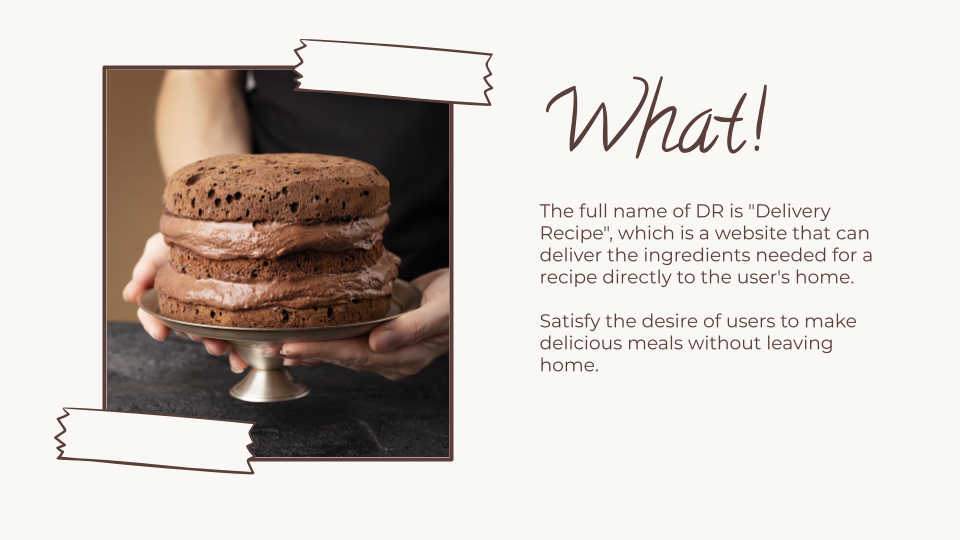 What!
The full name of DR is "Delivery
Recipe", which is a website that can
deliver the ingredients needed for a
recipe directly to the user's home.
Satisfy the desire of users to make
delicious meals without leaving
home.